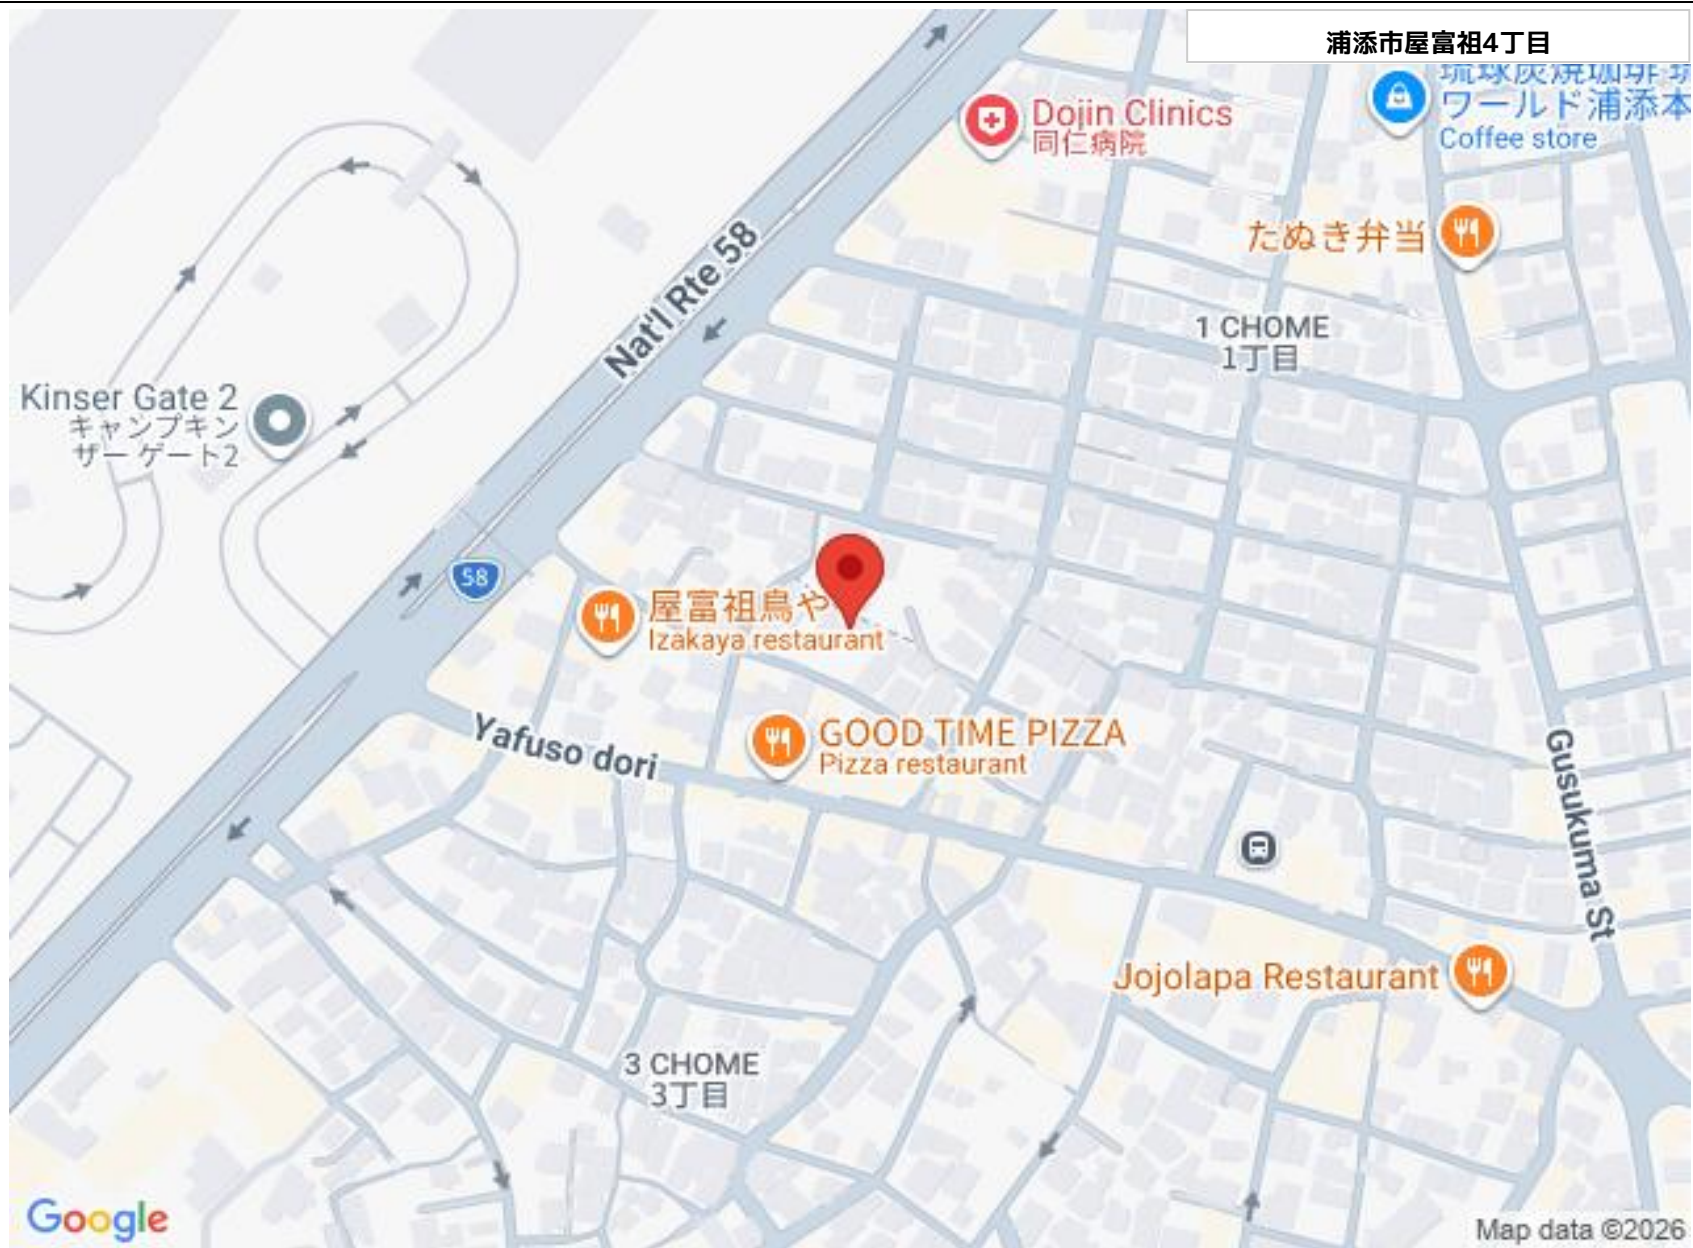 浦添市屋富祖4丁目
ワールド浦添本
Coffee store
Dojin Clinics
同仁病院
たぬき弁当
Nat'l Rte 58
1 CHOME
1丁目
Kinser Gate 2
キャンプキン
ザー ゲート2
58
屋富祖鳥や
Izakaya restaurant
GOOD TIME PIZZA
Pizza restaurant
Yafuso dori
Gusukuma St
Jojolapa Restaurant
3 CHOME
3丁目
Google
Map data ©2026